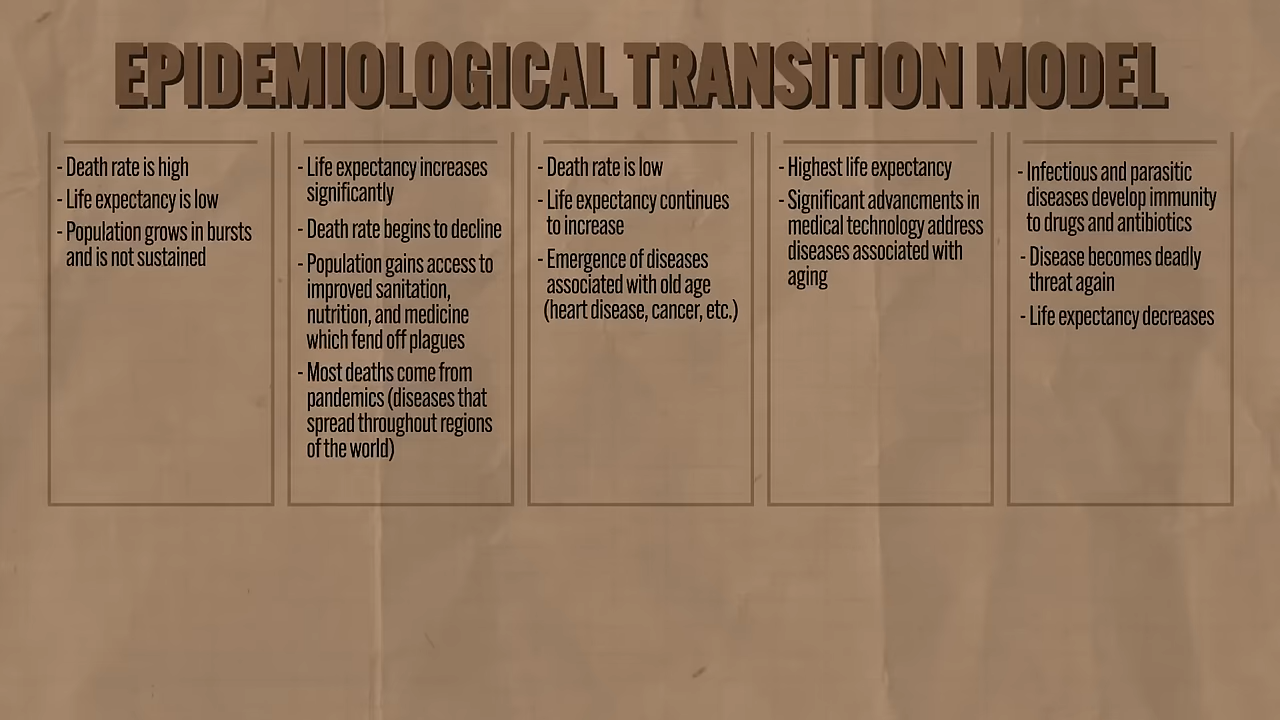 EPIDEMIOLOGICAL TRANSITION MODEL
- Death rate is high
- Life expectancy is low
- Population grows in bursts
and is not sustained
- Life expectancy increases
significantly
- Death rate begins to decline
- Population gains access to
improved sanitation,
nutrition, and medicine
which fend off plagues
- Most deaths come from
pandemics (diseases that
spread throughout regions
of the world)
- Death rate is low
- Life expectancy continues
to increase
- Emergence of diseases
associated with old age
(heart disease, cancer, etc.)
- Highest life expectancy
- Significant advancments in
medical technology address
diseases associated with
aging
- Infectious and parasitic
diseases develop immunity
to drugs and antibiotics
- Disease becomes deadly
threat again
- Life expectancy decreases